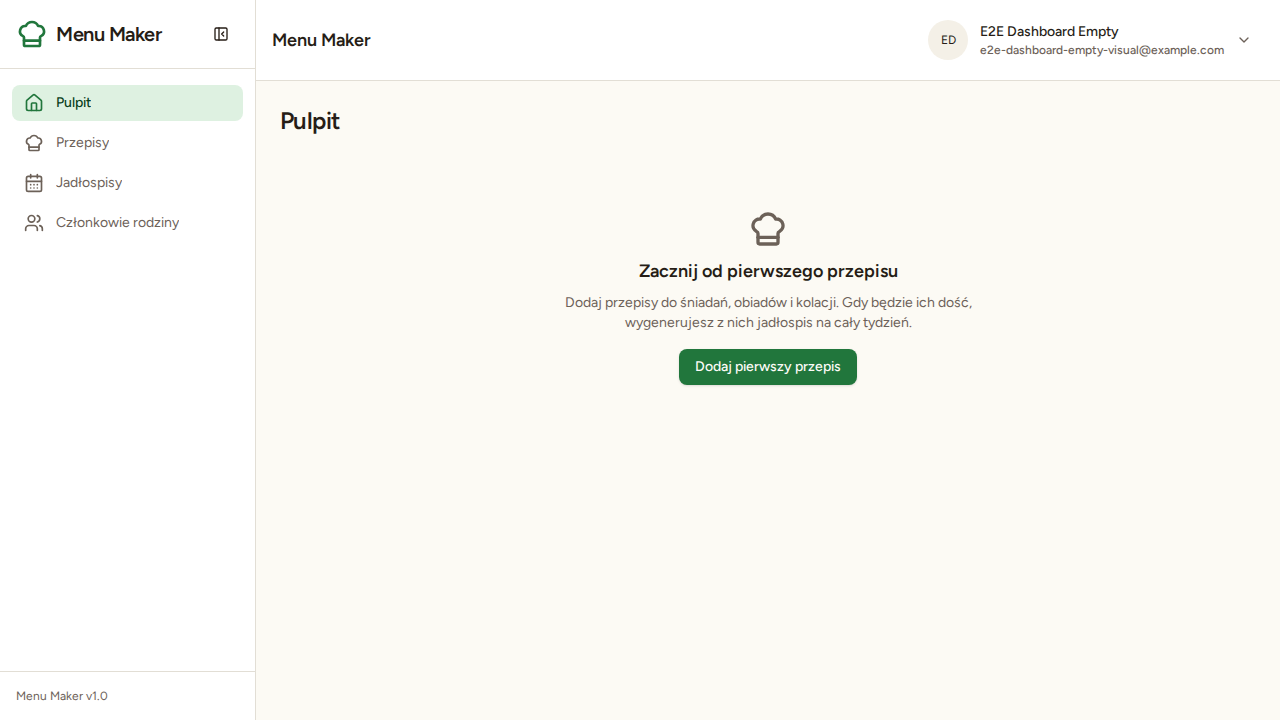 Menu Maker
Pulpit
Przepisy
Jadłospisy
Członkowie rodziny
Menu Maker v1.0
Menu Maker
ED
E2E Dashboard Empty
e2e-dashboard-empty-visual@example.com
Pulpit
Zacznij od pierwszego przepisu
Dodaj przepisy do śniadań, obiadów i kolacji. Gdy będzie ich dość,
wygenerujesz z nich jadłospis na cały tydzień.
Dodaj pierwszy przepis